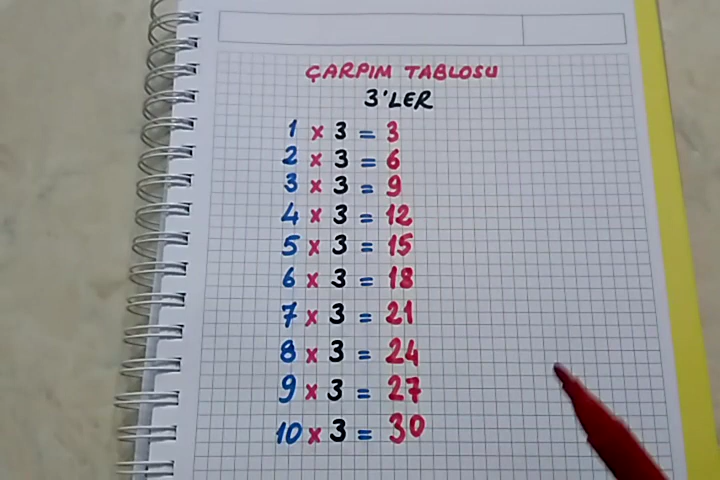 ÇARPIM TABLOSU
3'LER
1 x 3 = 3
2 x 3 = 6
3 x 3 = 9
4 x 3 = 12
5 x 3 = 15
6 x 3 = 18
7 x 3 = 21
8 x 3 = 24
9 x 3 = 27
10 x 3 = 30